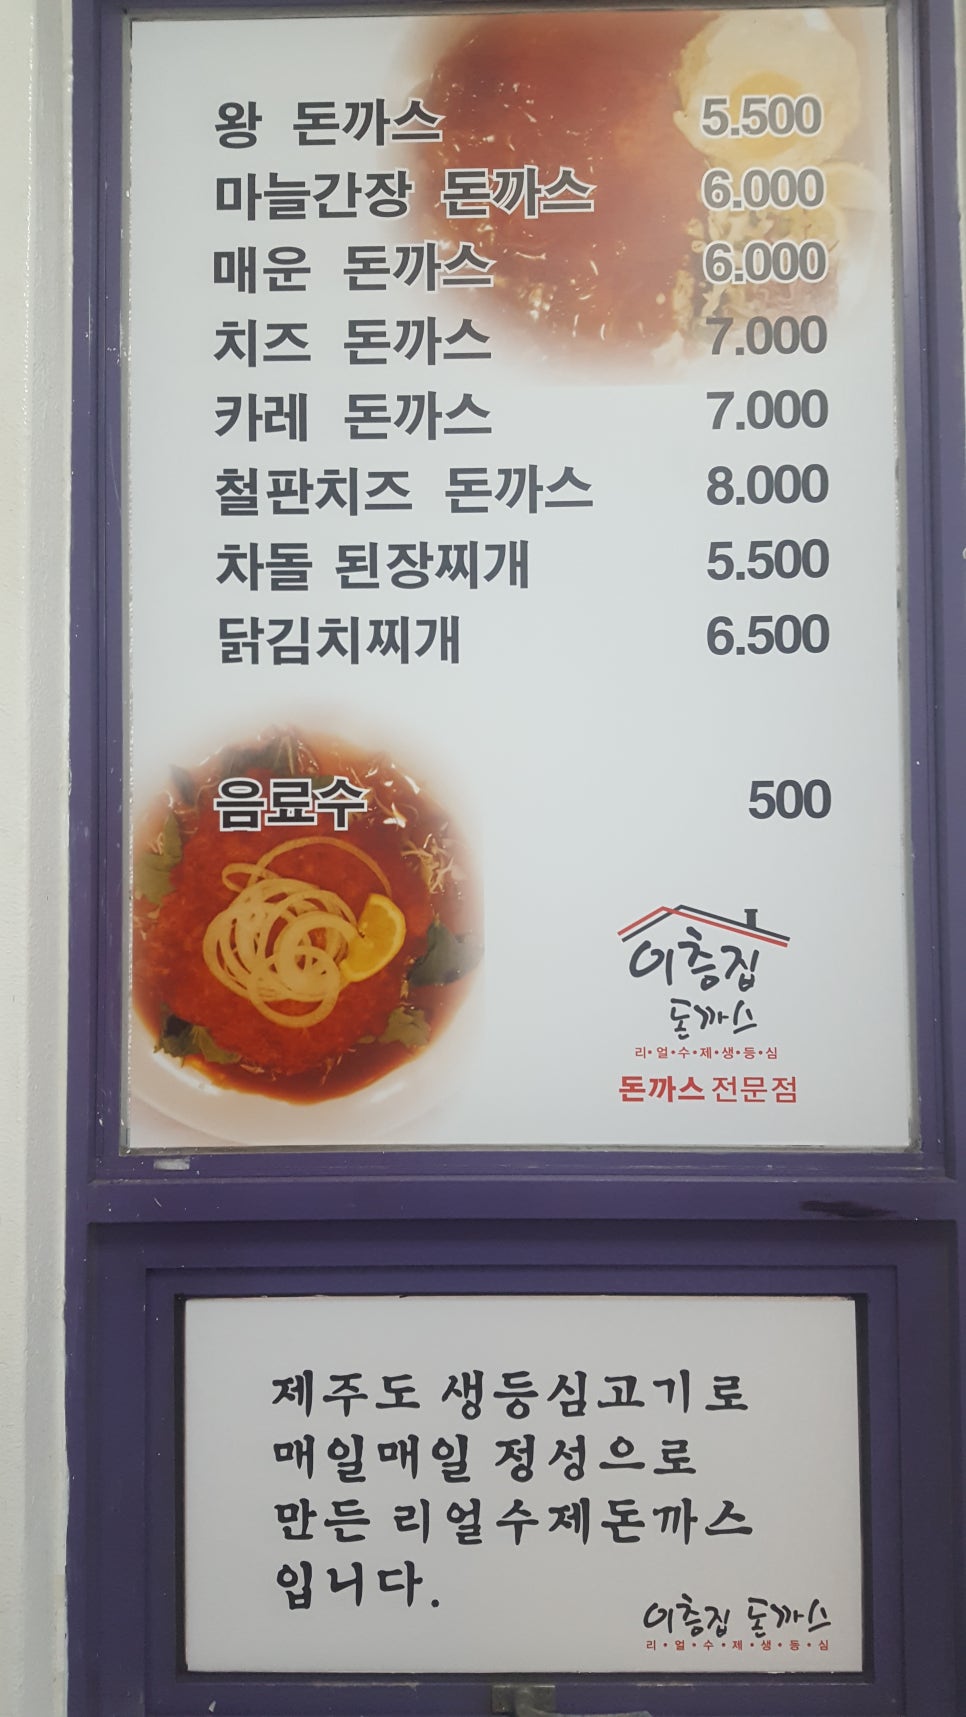 왕 돈까스 5.500
마늘간장 돈까스 6.000
매운 돈까스 6.000
치즈 돈까스 7.000
카레 돈까스 7.000
철판치즈 돈까스 8.000
차돌 된장찌개 5.500
닭김치찌개 6.500
음료수 500
이층집
돈까스
리•얼•수•제•생•등•심
돈까스 전문점
제주도 생등심고기로
매일매일 정성으로
만든 리얼수제돈까스
입니다.
이층집 돈까스
리•얼•수•제•생•등•심